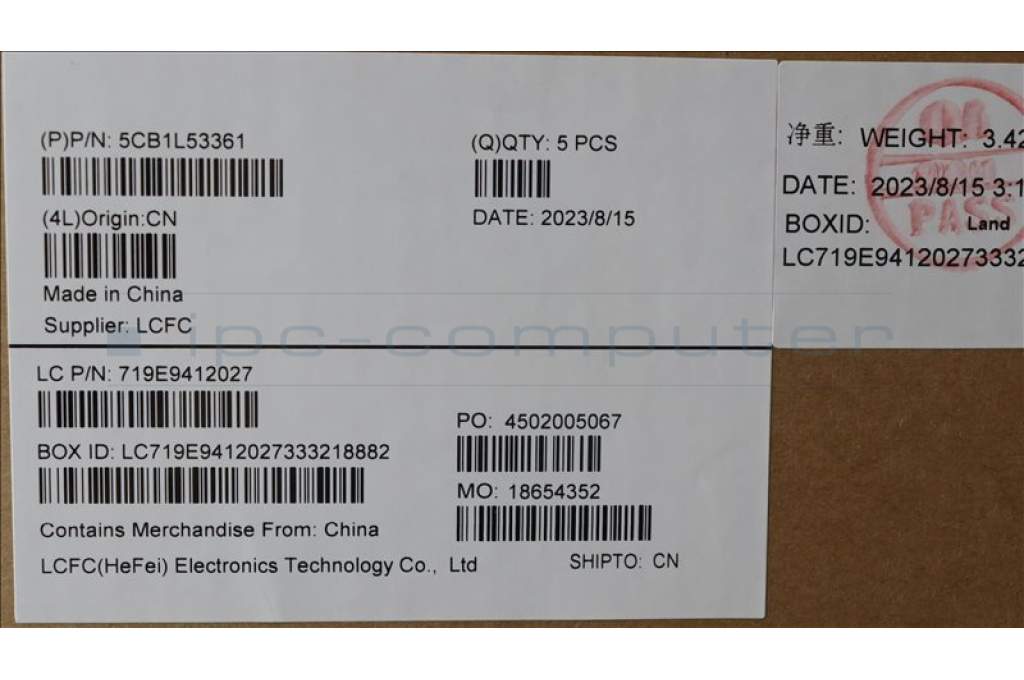 (P)P/N: 5CB1L53361
(Q)QTY: 5 PCS
(4L)Origin:CN
DATE: 2023/8/15
Made in China
Supplier: LCFC
LC P/N: 719E9412027
PO: 4502005067
BOX ID: LC719E9412027333218882
MO: 18654352
Contains Merchandise From: China
LCFC(HeFei) Electronics Technology Co., Ltd
SHIPTO: CN
净重: WEIGHT: 3.42
DATE: 2023/8/15 3:1
BOXID: Land
LC719E94120273332
PASS
ipc-computer